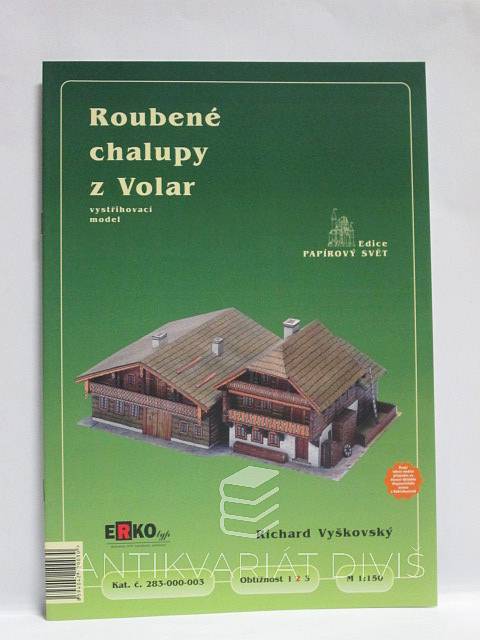 Roubené
chalupy
z Volar
vystřihovací
model
Edice
PAPÍROVÝ SVĚT
ERKOtyp
Richard Vyškovský
ANTIKVARIÁT DIVIŠ
Kat. č. 283-000-003
Obtížnost 1 2 3
M 1:150